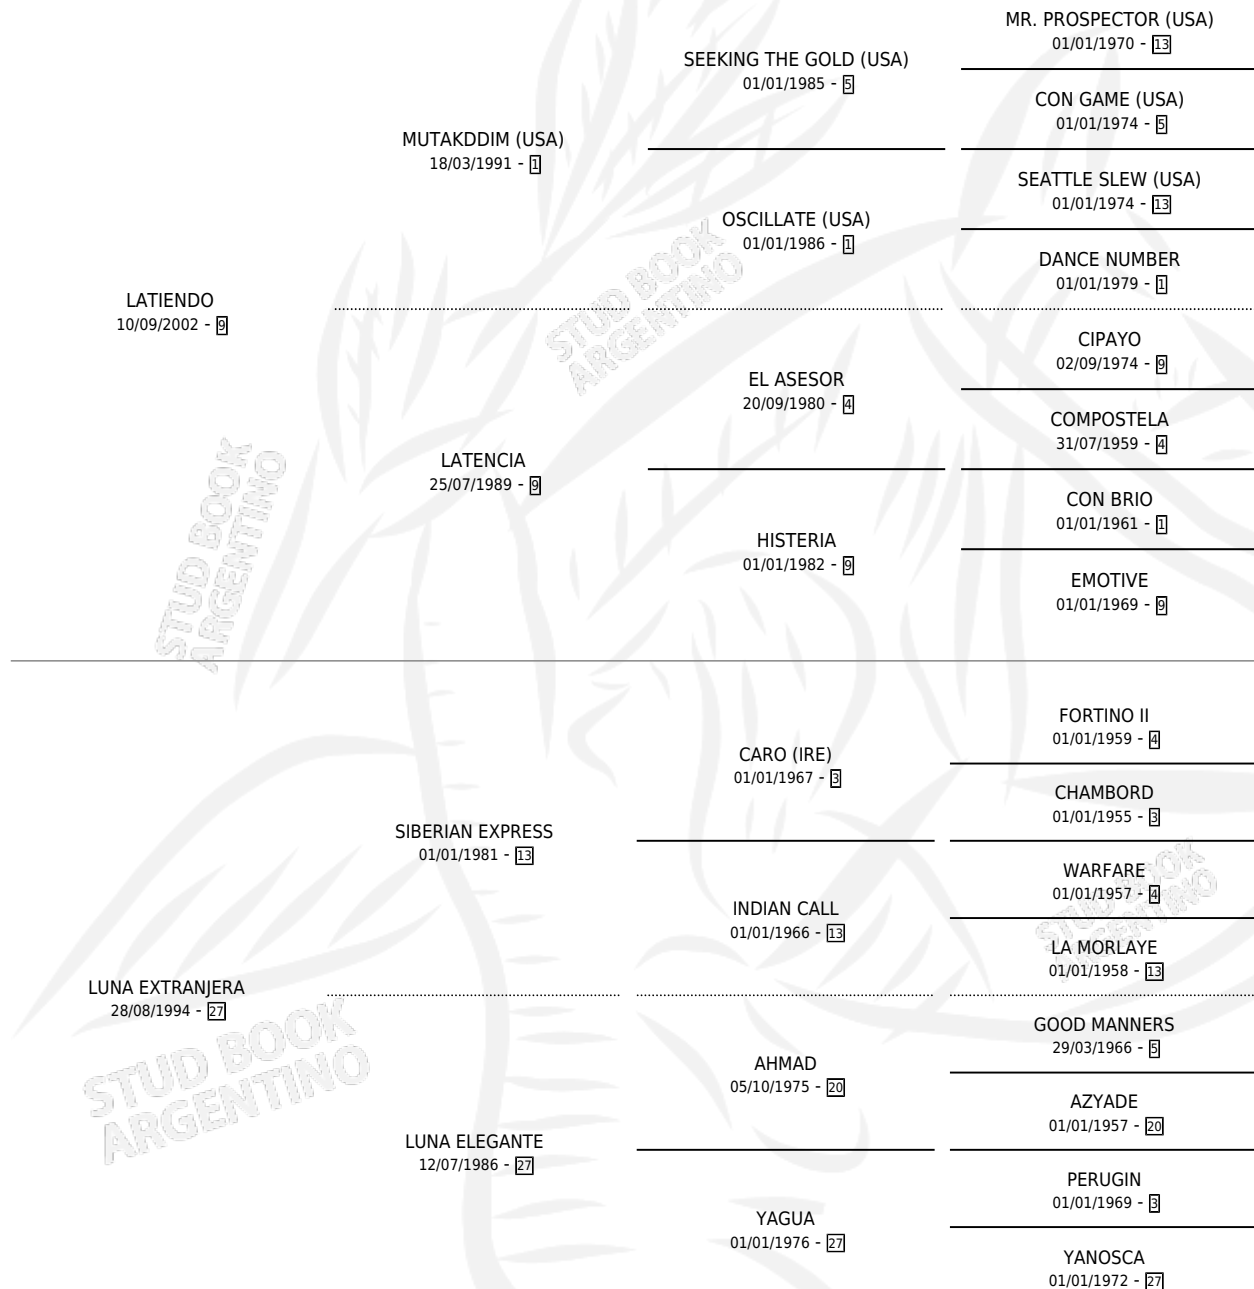 MR. PROSPECTOR (USA)
01/01/1970 - 13
SEEKING THE GOLD (USA)
01/01/1985 - 5
CON GAME (USA)
01/01/1974 - 5
MUTAKDDIM (USA)
18/03/1991 - 1
SEATTLE SLEW (USA)
01/01/1974 - 13
OSCILLATE (USA)
01/01/1986 - 1
DANCE NUMBER
01/01/1979 - 1
LATIENDO
10/09/2002 - 9
STUD BOOK
ARGENTINO
CIPAYO
02/09/1974 - 9
EL ASESOR
20/09/1980 - 4
COMPOSTELA
31/07/1959 - 4
LATENCIA
25/07/1989 - 9
CON BRIO
01/01/1961 - 1
HISTERIA
01/01/1982 - 9
EMOTIVE
01/01/1969 - 9
STUD BOOK
ARGENTINO
FORTINO II
01/01/1959 - 4
CARO (IRE)
01/01/1967 - 3
CHAMBORD
01/01/1955 - 3
SIBERIAN EXPRESS
01/01/1981 - 13
WARFARE
01/01/1957 - 4
INDIAN CALL
01/01/1966 - 13
STUD BOOK
ARGENTINO
LA MORLAYE
01/01/1958 - 13
LUNA EXTRANJERA
28/08/1994 - 27
GOOD MANNERS
29/03/1966 - 5
AHMAD
05/10/1975 - 20
STUD BOOK
ARGENTINO
AZYADE
01/01/1957 - 20
LUNA ELEGANTE
12/07/1986 - 27
PERUGIN
01/01/1969 - 3
YAGUA
01/01/1976 - 27
YANOSCA
01/01/1972 - 27